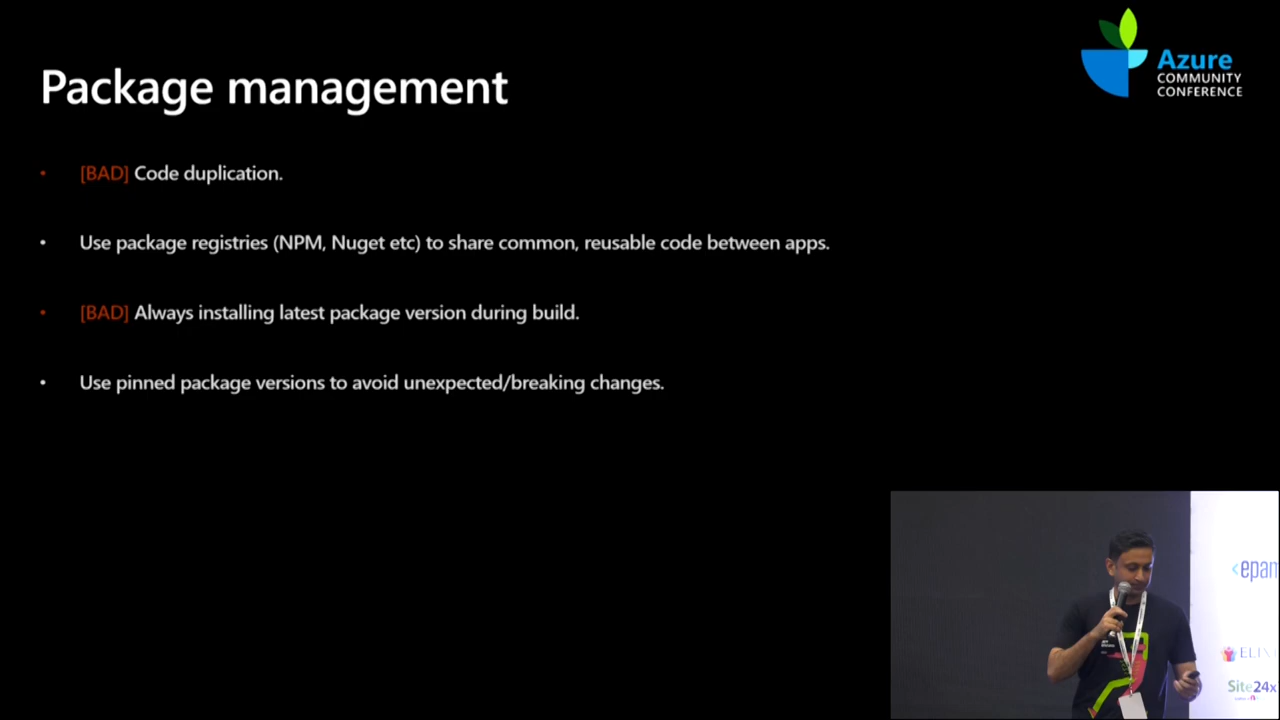 Azure
COMMUNITY
CONFERENCE
Package management
• [BAD] Code duplication.
• Use package registries (NPM, Nuget etc) to share common, reusable code between apps.
• [BAD] Always installing latest package version during build.
• Use pinned package versions to avoid unexpected/breaking changes.
<epam
ELIX
Site24x